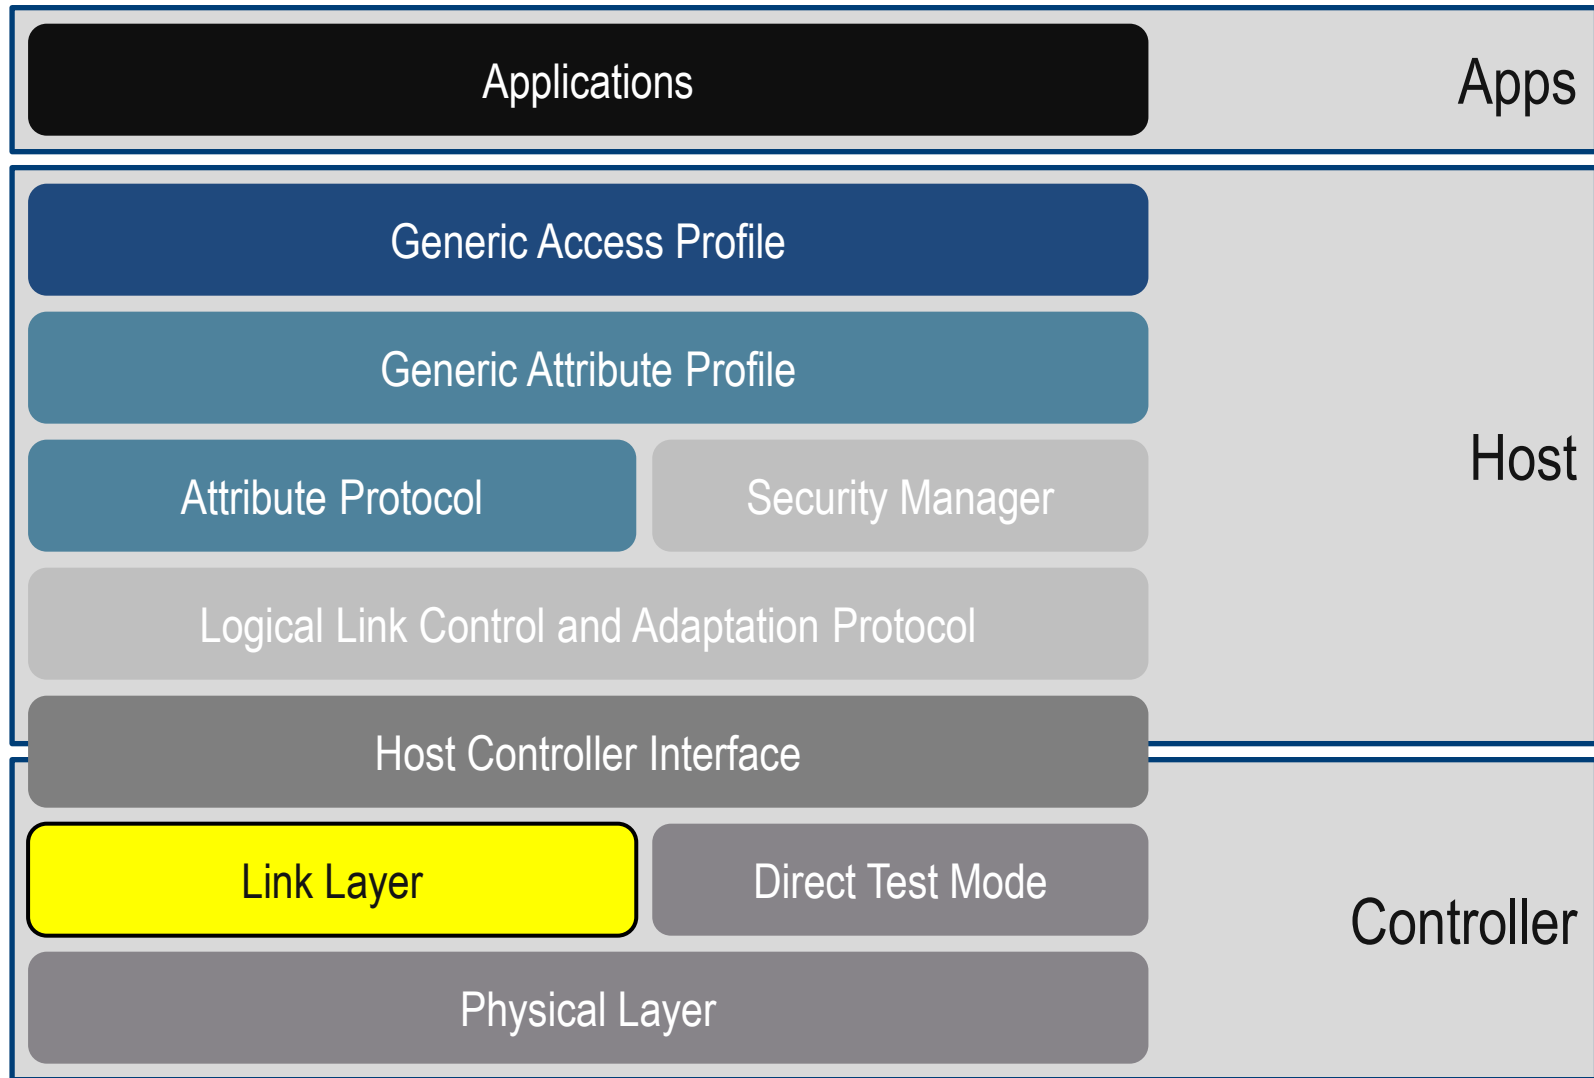 Applications
Apps
Generic Access Profile
Generic Attribute Profile
Attribute Protocol
Security Manager
Host
Logical Link Control and Adaptation Protocol
Host Controller Interface
Link Layer
Direct Test Mode
Controller
Physical Layer